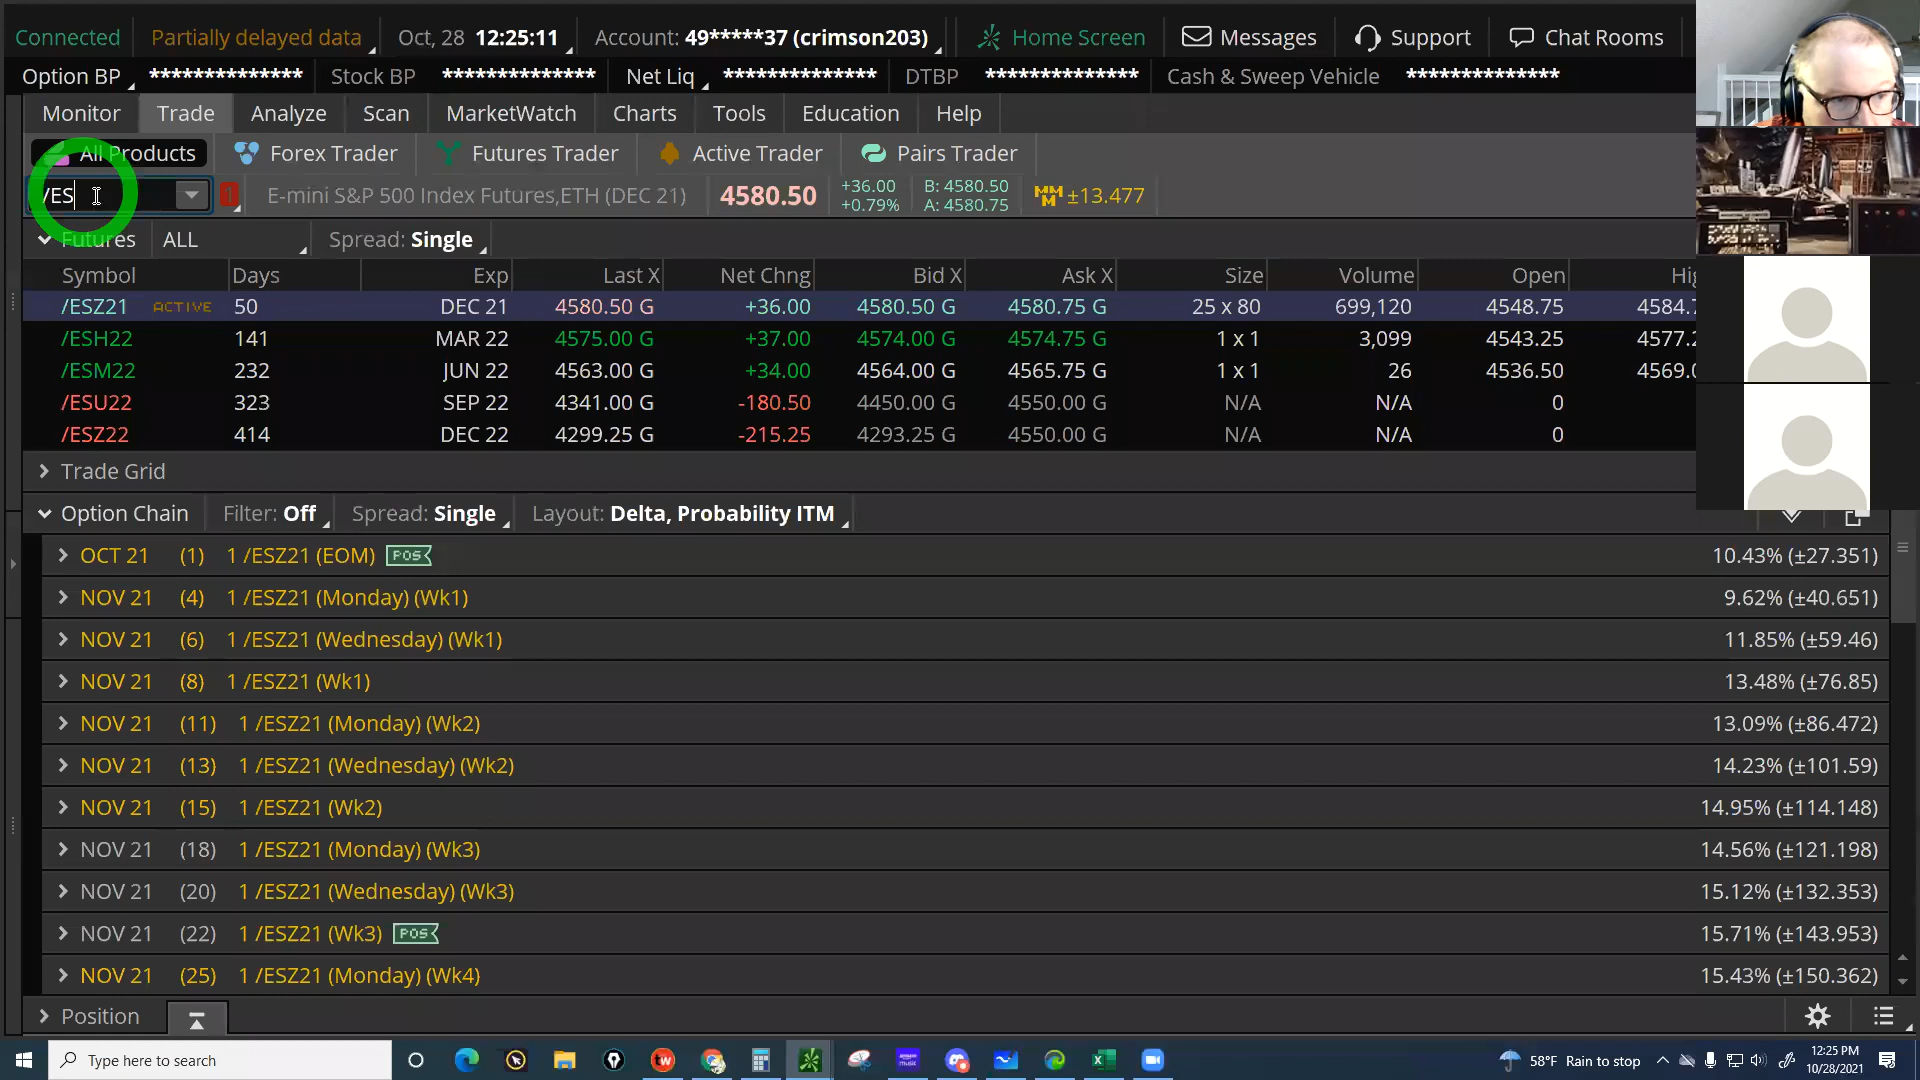 Connected Partially delayed data Oct, 28 12:25:11 Account: 49*****37 (crimson203) Home Screen Messages Support Chat Rooms
Option BP ************** Stock BP ************** Net Liq ************** DTBP ************** Cash & Sweep Vehicle **************
Monitor Trade Analyze Scan MarketWatch Charts Tools Education Help
All Products Forex Trader Futures Trader Active Trader Pairs Trader
/ES 1 E-mini S&P 500 Index Futures,ETH (DEC 21) 4580.50 +36.00 B: 4580.50 MM ±13.477
+0.79% A: 4580.75
Futures ALL Spread: Single
Symbol Days Exp Last X Net Chng Bid X Ask X Size Volume Open Hig
/ESZ21 ACTIVE 50 DEC 21 4580.50 G +36.00 4580.50 G 4580.75 G 25 x 80 699,120 4548.75 4584.7
/ESH22 141 MAR 22 4575.00 G +37.00 4574.00 G 4574.75 G 1 x 1 3,099 4543.25 4577.2
/ESM22 232 JUN 22 4563.00 G +34.00 4564.00 G 4565.75 G 1 x 1 26 4536.50 4569.0
/ESU22 323 SEP 22 4341.00 G -180.50 4450.00 G 4550.00 G N/A N/A 0
/ESZ22 414 DEC 22 4299.25 G -215.25 4293.25 G 4550.00 G N/A N/A 0
Trade Grid
Option Chain Filter: Off Spread: Single Layout: Delta, Probability ITM
OCT 21 (1) 1 /ESZ21 (EOM) POS 10.43% (±27.351)
NOV 21 (4) 1 /ESZ21 (Monday) (Wk1) 9.62% (±40.651)
NOV 21 (6) 1 /ESZ21 (Wednesday) (Wk1) 11.85% (±59.46)
NOV 21 (8) 1 /ESZ21 (Wk1) 13.48% (±76.85)
NOV 21 (11) 1 /ESZ21 (Monday) (Wk2) 13.09% (±86.472)
NOV 21 (13) 1 /ESZ21 (Wednesday) (Wk2) 14.23% (±101.59)
NOV 21 (15) 1 /ESZ21 (Wk2) 14.95% (±114.148)
NOV 21 (18) 1 /ESZ21 (Monday) (Wk3) 14.56% (±121.198)
NOV 21 (20) 1 /ESZ21 (Wednesday) (Wk3) 15.12% (±132.353)
NOV 21 (22) 1 /ESZ21 (Wk3) POS 15.71% (±143.953)
NOV 21 (25) 1 /ESZ21 (Monday) (Wk4) 15.43% (±150.362)
Position
Type here to search 58°F Rain to stop 12:25 PM
10/28/2021